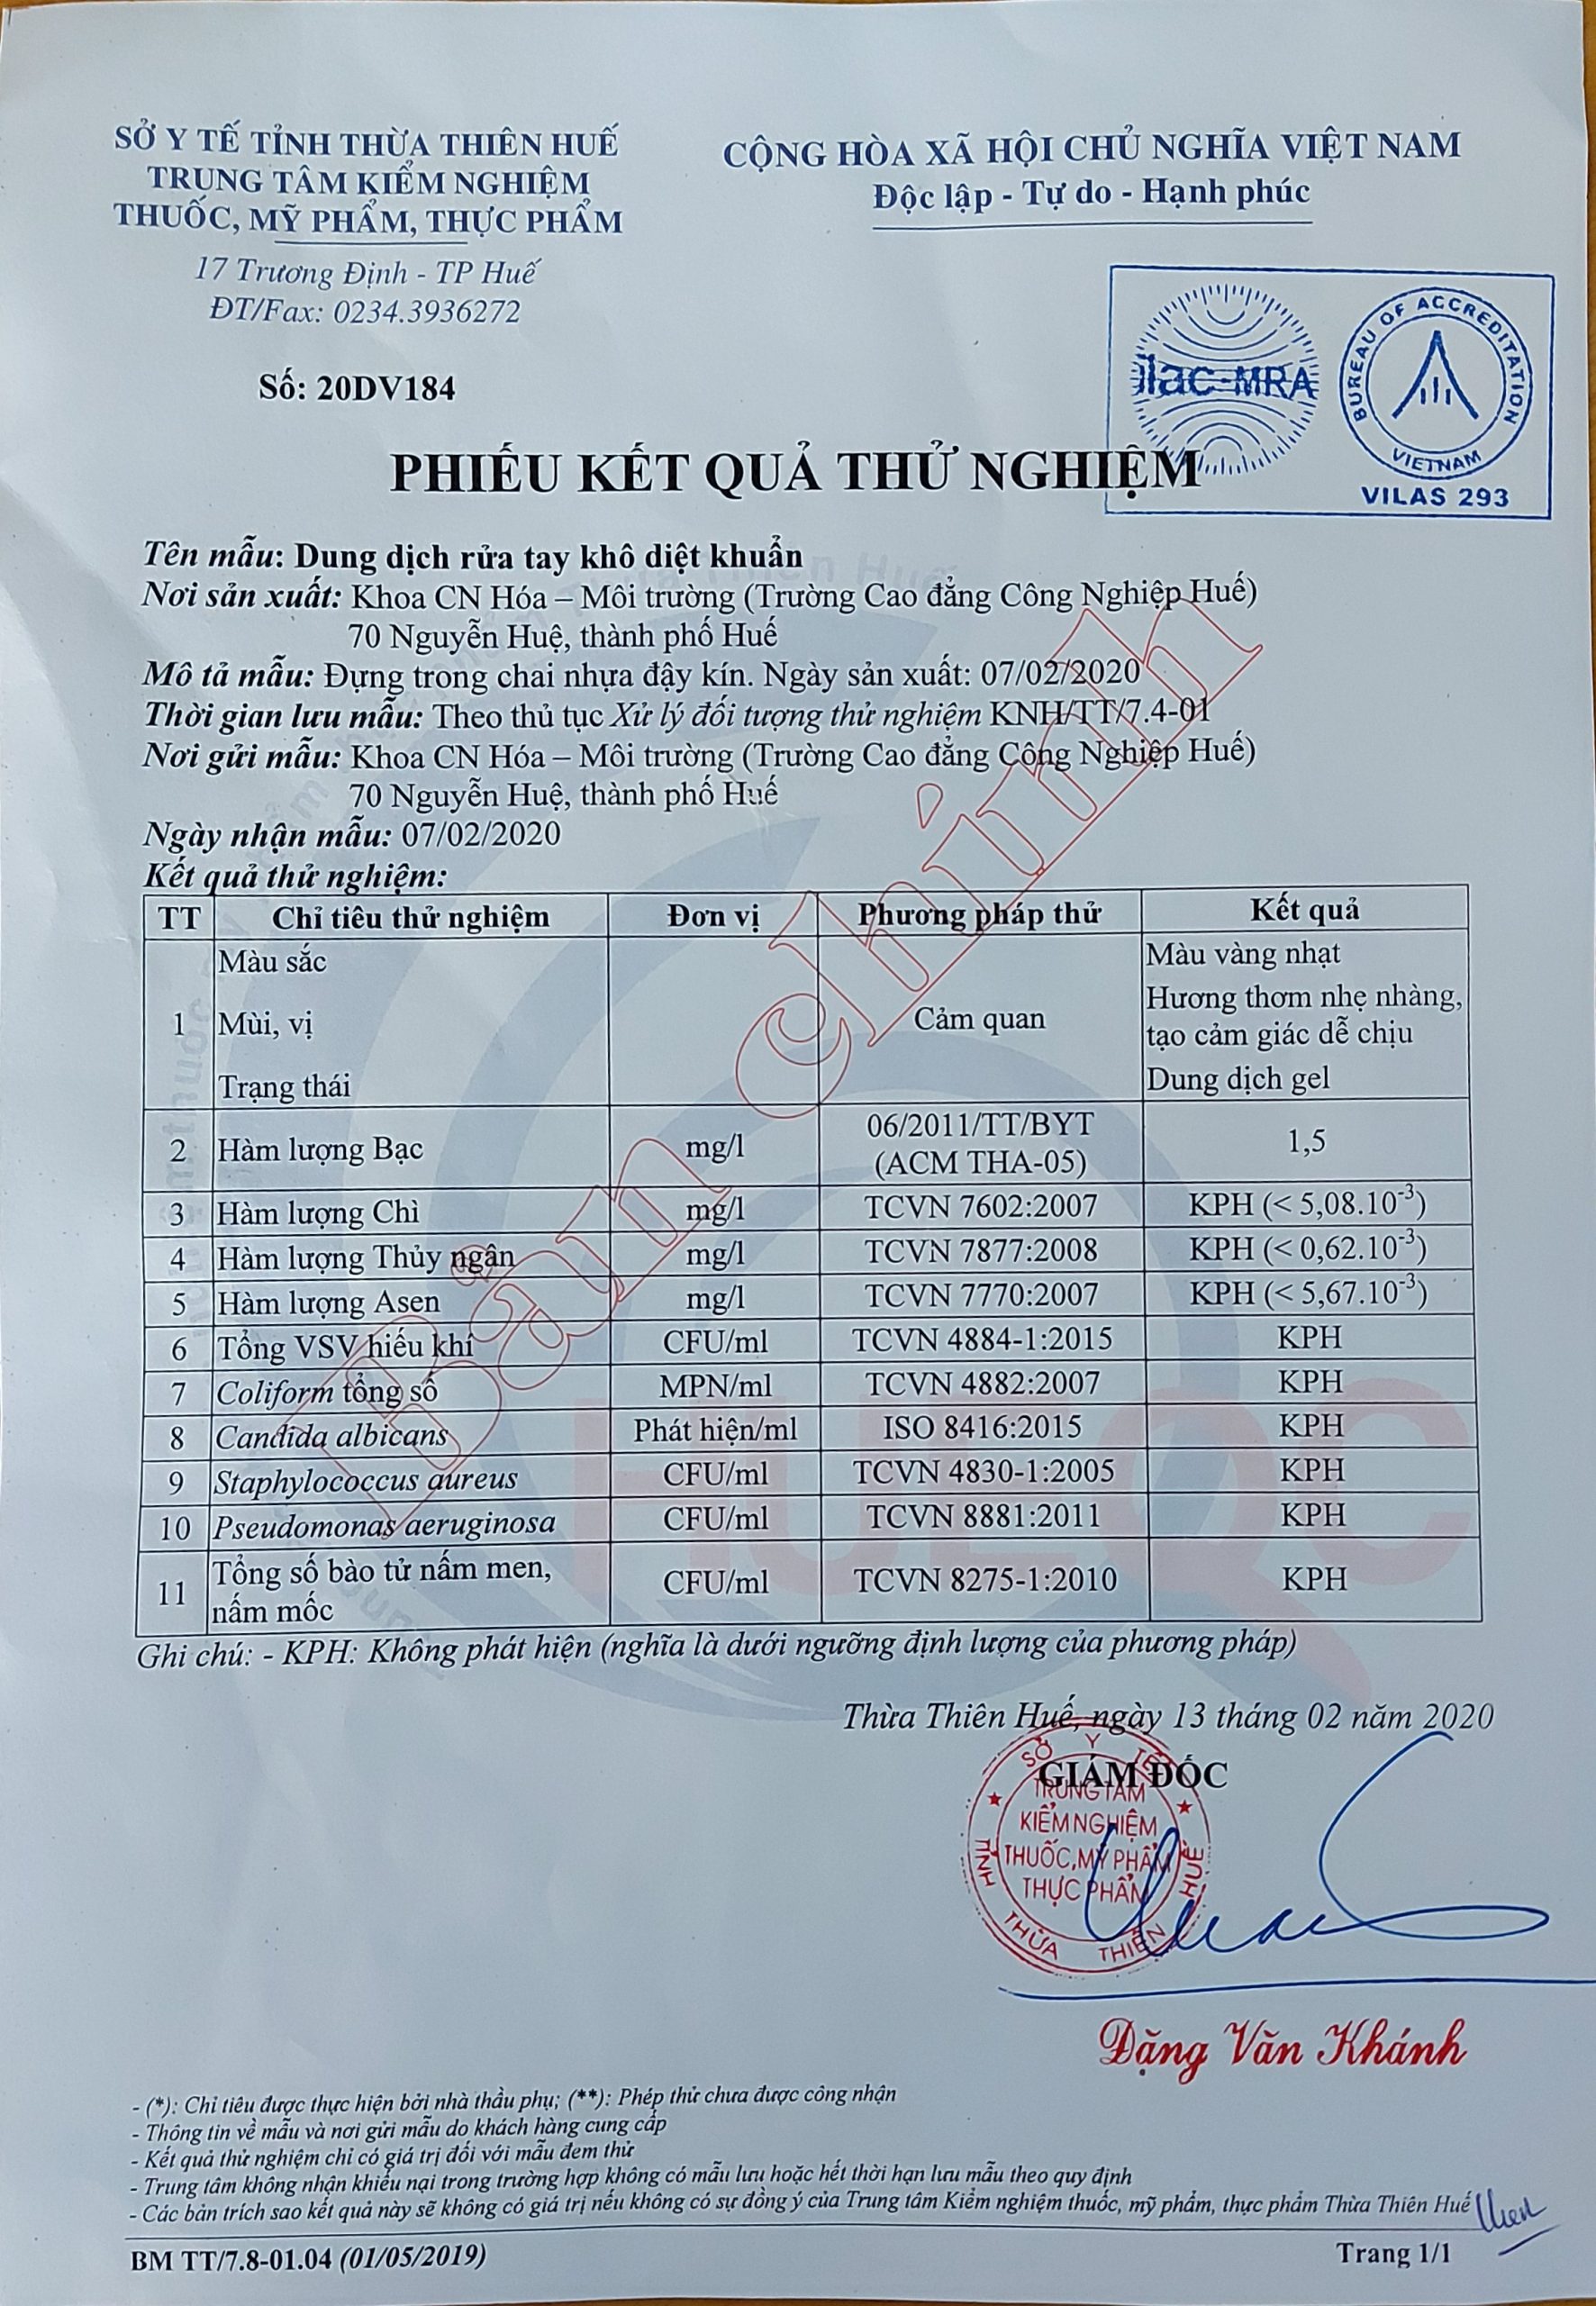 SỞ Y TẾ TỈNH THỪA THIÊN HUẾ
TRUNG TÂM KIỂM NGHIỆM
THUỐC, MỸ PHẨM, THỰC PHẨM
17 Trương Định - TP Huế
ĐT/Fax: 0234.3936272
Số: 20DV184
CỘNG HÒA XÃ HỘI CHỦ NGHĨA VIỆT NAM
Độc lập - Tự do - Hạnh phúc
ilac-MRA
BUREAU OF ACCREDITATION
VIETNAM
VILAS 293
PHIẾU KẾT QUẢ THỬ NGHIỆM
Tên mẫu: Dung dịch rửa tay khô diệt khuẩn
Nơi sản xuất: Khoa CN Hóa – Môi trường (Trường Cao đẳng Công Nghiệp Huế)
70 Nguyễn Huệ, thành phố Huế
Mô tả mẫu: Đựng trong chai nhựa đậy kín. Ngày sản xuất: 07/02/2020
Thời gian lưu mẫu: Theo thủ tục Xử lý đối tượng thử nghiệm KNH/TT/7.4-01
Nơi gửi mẫu: Khoa CN Hóa – Môi trường (Trường Cao đẳng Công Nghiệp Huế)
70 Nguyễn Huệ, thành phố Huế
Ngày nhận mẫu: 07/02/2020
Kết quả thử nghiệm:
TT Chỉ tiêu thử nghiệm Đơn vị Phương pháp thử Kết quả
Màu sắc Màu vàng nhạt
1 Mùi, vị Cảm quan Hương thơm nhẹ nhàng,
tạo cảm giác dễ chịu
Trạng thái Dung dịch gel
2 Hàm lượng Bạc mg/l 06/2011/TT/BYT 1,5
(ACM THA-05)
3 Hàm lượng Chì mg/l TCVN 7602:2007 KPH (< 5,08.10⁻³)
4 Hàm lượng Thủy ngân mg/l TCVN 7877:2008 KPH (< 0,62.10⁻³)
5 Hàm lượng Asen mg/l TCVN 7770:2007 KPH (< 5,67.10⁻³)
6 Tổng VSV hiếu khí CFU/ml TCVN 4884-1:2015 KPH
7 Coliform tổng số MPN/ml TCVN 4882:2007 KPH
8 Candida albicans Phát hiện/ml ISO 8416:2015 KPH
9 Staphylococcus aureus CFU/ml TCVN 4830-1:2005 KPH
10 Pseudomonas aeruginosa CFU/ml TCVN 8881:2011 KPH
11 Tổng số bào tử nấm men, CFU/ml TCVN 8275-1:2010 KPH
nấm mốc
Bản chính
HUEQC
Ghi chú: - KPH: Không phát hiện (nghĩa là dưới ngưỡng định lượng của phương pháp)
Thừa Thiên Huế, ngày 13 tháng 02 năm 2020
GIÁM ĐỐC
SỞ Y TẾ
TỈNH THỪA THIÊN HUẾ
TRUNG TÂM
KIỂM NGHIỆM
THUỐC, MỸ PHẨM
THỰC PHẨM
Đặng Văn Khánh
- (*): Chỉ tiêu được thực hiện bởi nhà thầu phụ; (**): Phép thử chưa được công nhận
- Thông tin về mẫu và nơi gửi mẫu do khách hàng cung cấp
- Kết quả thử nghiệm chỉ có giá trị đối với mẫu đem thử
- Trung tâm không nhận khiếu nại trong trường hợp không có mẫu lưu hoặc hết thời hạn lưu mẫu theo quy định
- Các bản trích sao kết quả này sẽ không có giá trị nếu không có sự đồng ý của Trung tâm Kiểm nghiệm thuốc, mỹ phẩm, thực phẩm Thừa Thiên Huế
BM TT/7.8-01.04 (01/05/2019)
Trang 1/1